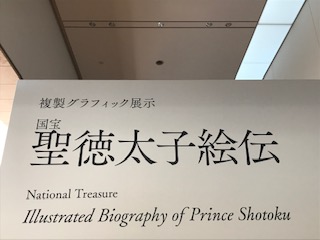 複製グラフィック展示
国宝
聖徳太子絵伝
National Treasure
Illustrated Biography of Prince Shotoku